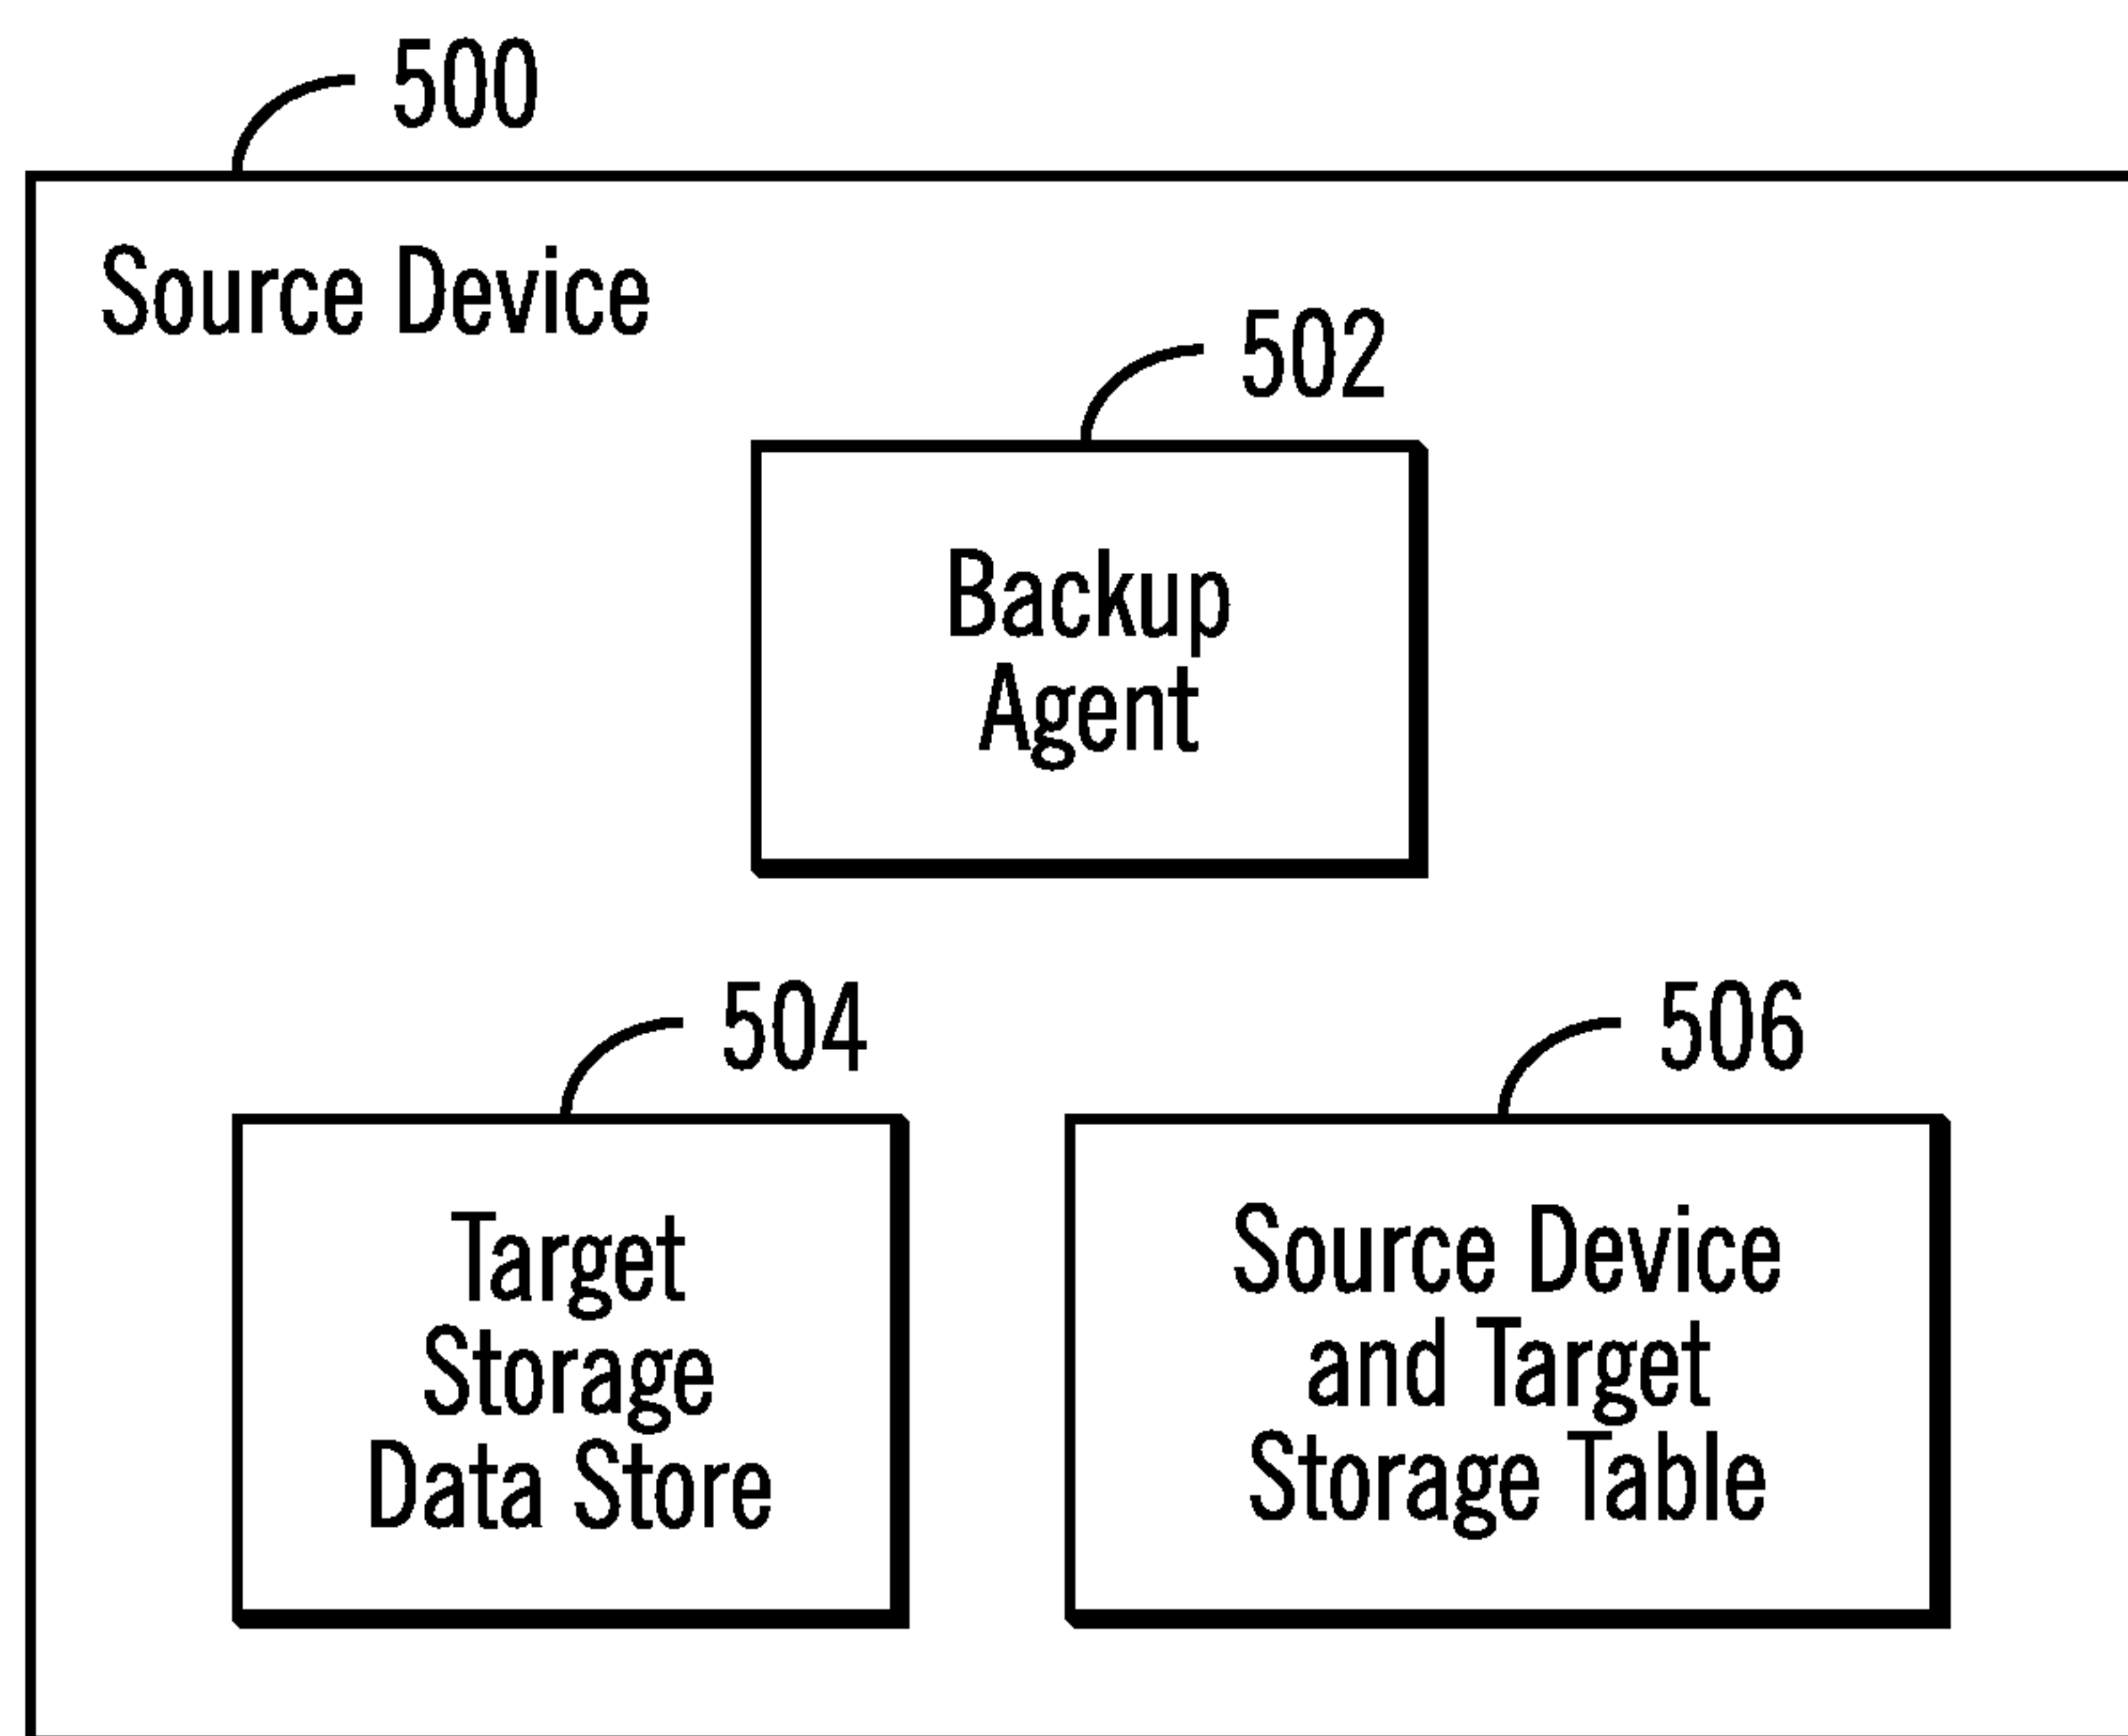 500
Source Device
502
Backup
Agent
504
Target
Storage
Data Store
506
Source Device
and Target
Storage Table